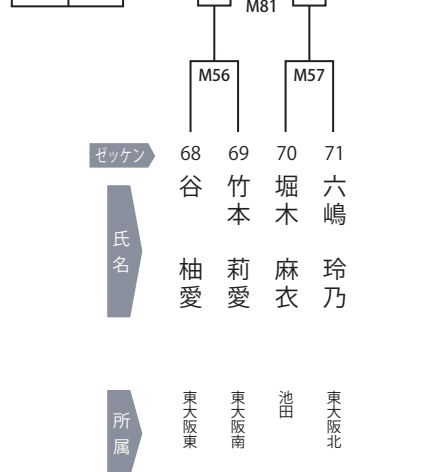 M81
M56 M57
ゼッケン 68 69 70 71
氏名
谷 柚愛
竹本 莉愛
堀木 麻衣
六嶋 玲乃
所属
東大阪東
東大阪南
池田
東大阪北